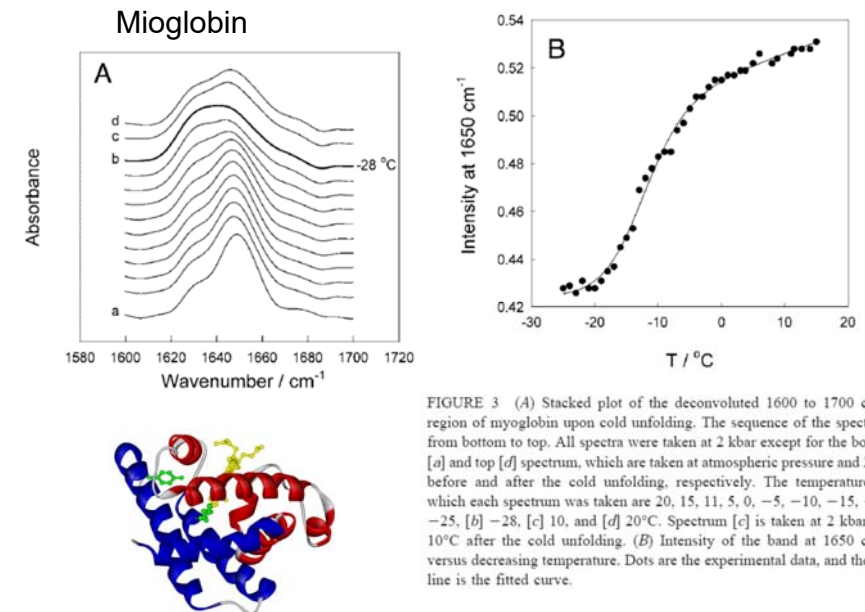 Mioglobin
A
d
c
b
-28 °C
a
Absorbance
1580 1600 1620 1640 1660 1680 1700 1720
Wavenumber / cm-1
B
0.54
0.52
0.50
0.48
0.46
0.44
0.42
Intensity at 1650 cm-1
-30 -20 -10 0 10 20
T / °C
FIGURE 3 (A) Stacked plot of the deconvoluted 1600 to 1700 c
region of myoglobin upon cold unfolding. The sequence of the spect
from bottom to top. All spectra were taken at 2 kbar except for the bo
[a] and top [d] spectrum, which are taken at atmospheric pressure and
before and after the cold unfolding, respectively. The temperature
which each spectrum was taken are 20, 15, 11, 5, 0, −5, −10, −15,
−25, [b] −28, [c] 10, and [d] 20°C. Spectrum [c] is taken at 2 kbar
10°C after the cold unfolding. (B) Intensity of the band at 1650 c
versus decreasing temperature. Dots are the experimental data, and the
line is the fitted curve.